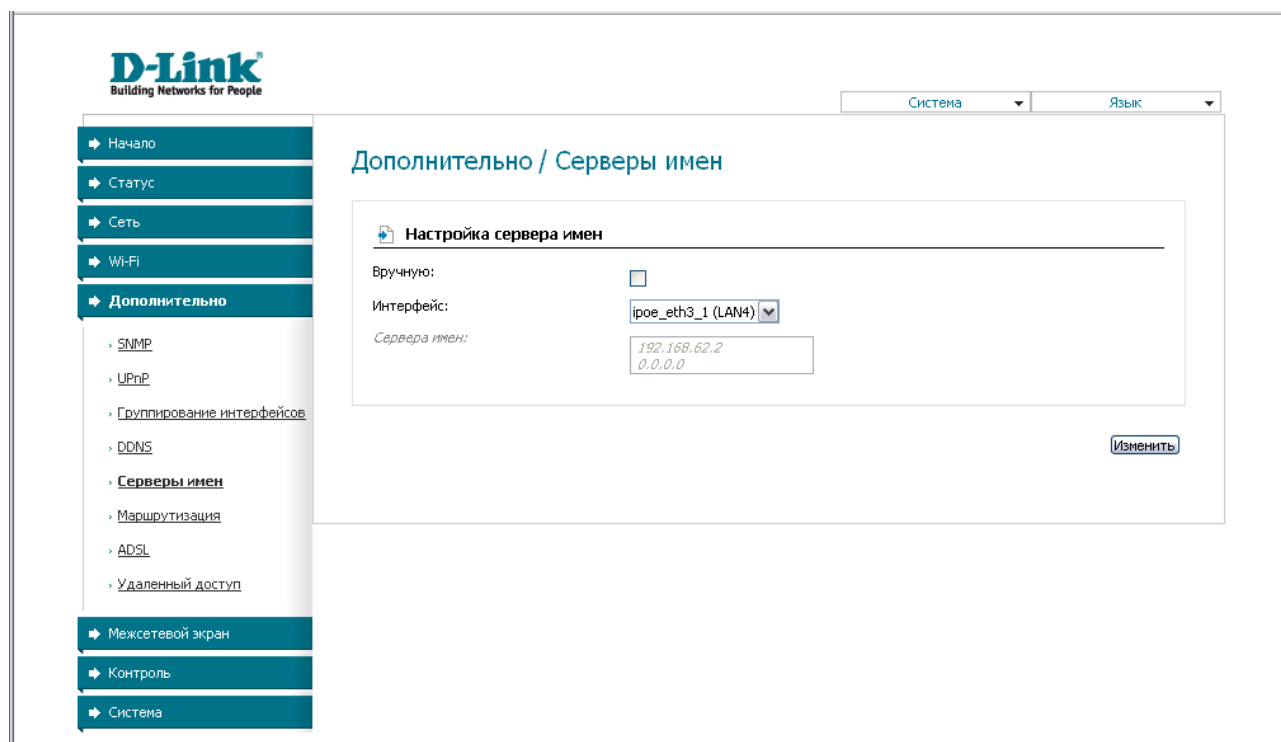 D-Link
Building Networks for People
Система
Язык
Начало
Статус
Сеть
Wi-Fi
Дополнительно
SNMP
UPnP
Группирование интерфейсов
DDNS
Серверы имен
Маршрутизация
ADSL
Удаленный доступ
Межсетевой экран
Контроль
Система
Дополнительно / Серверы имен
Настройка сервера имен
Вручную:
Интерфейс:
ipoe_eth3_1 (LAN4)
Сервера имен:
192.168.62.2
0.0.0.0
Изменить